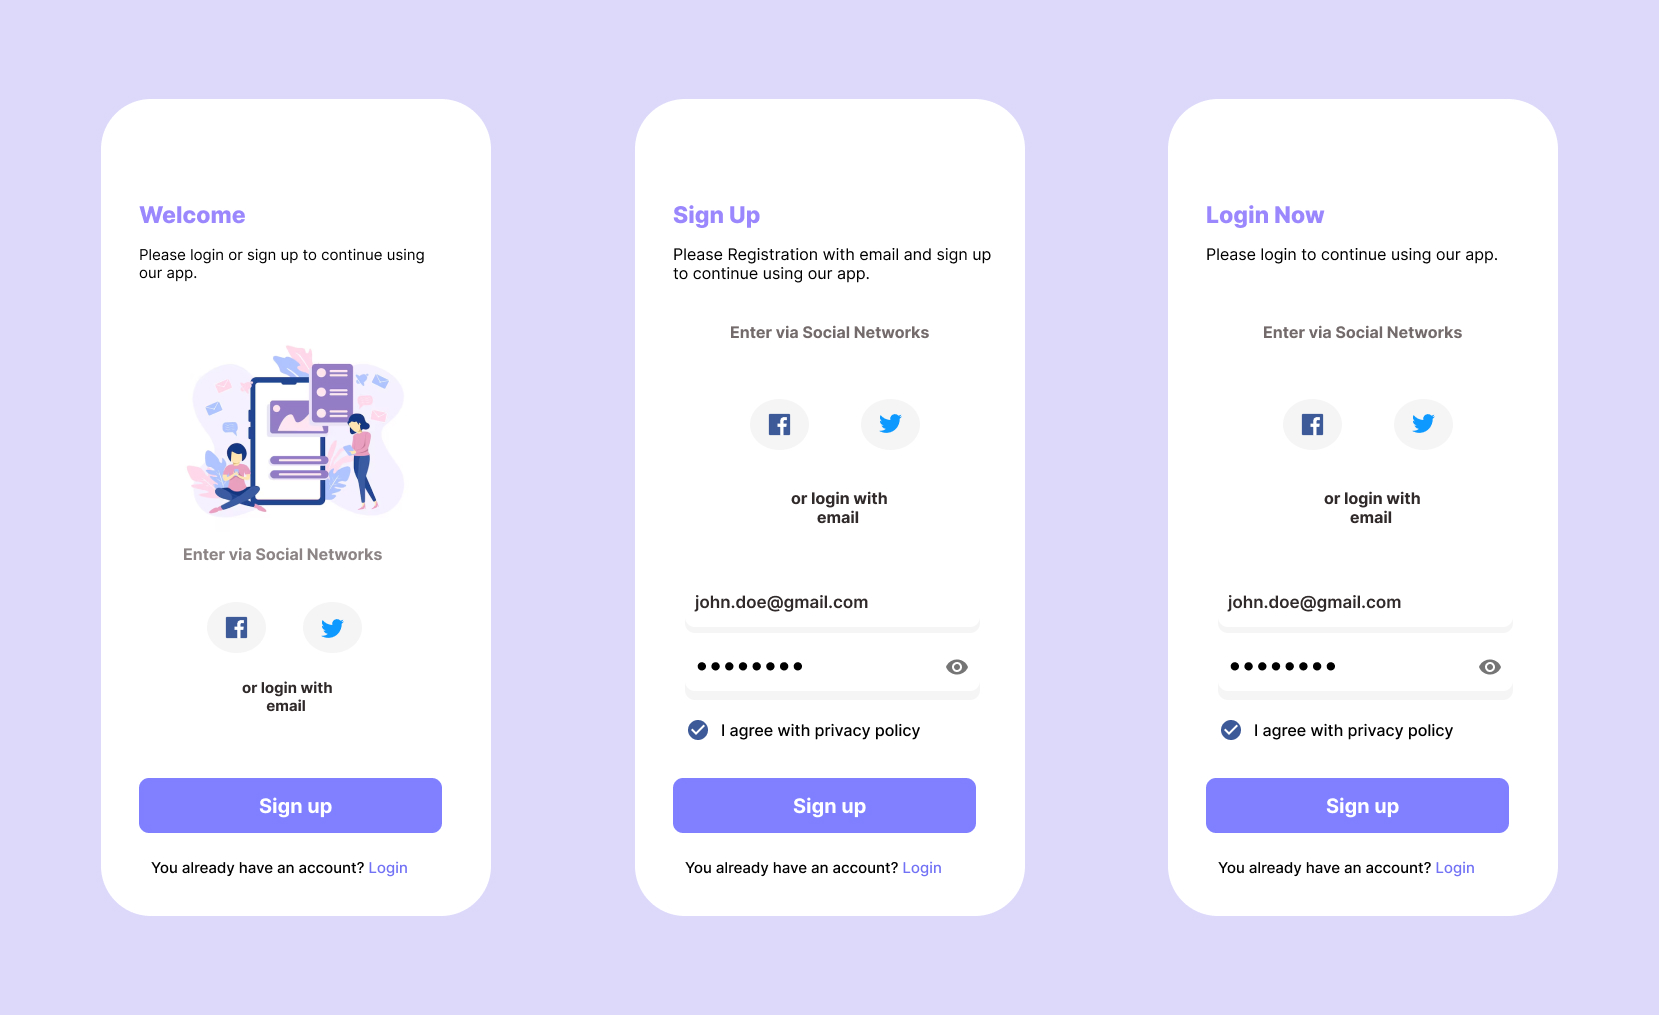 Welcome
Please login or sign up to continue using
our app.
Enter via Social Networks
or login with
email
Sign up
You already have an account? Login
Sign Up
Please Registration with email and sign up
to continue using our app.
Enter via Social Networks
or login with
email
john.doe@gmail.com
••••••••
I agree with privacy policy
Sign up
You already have an account? Login
Login Now
Please login to continue using our app.
Enter via Social Networks
or login with
email
john.doe@gmail.com
••••••••
I agree with privacy policy
Sign up
You already have an account? Login